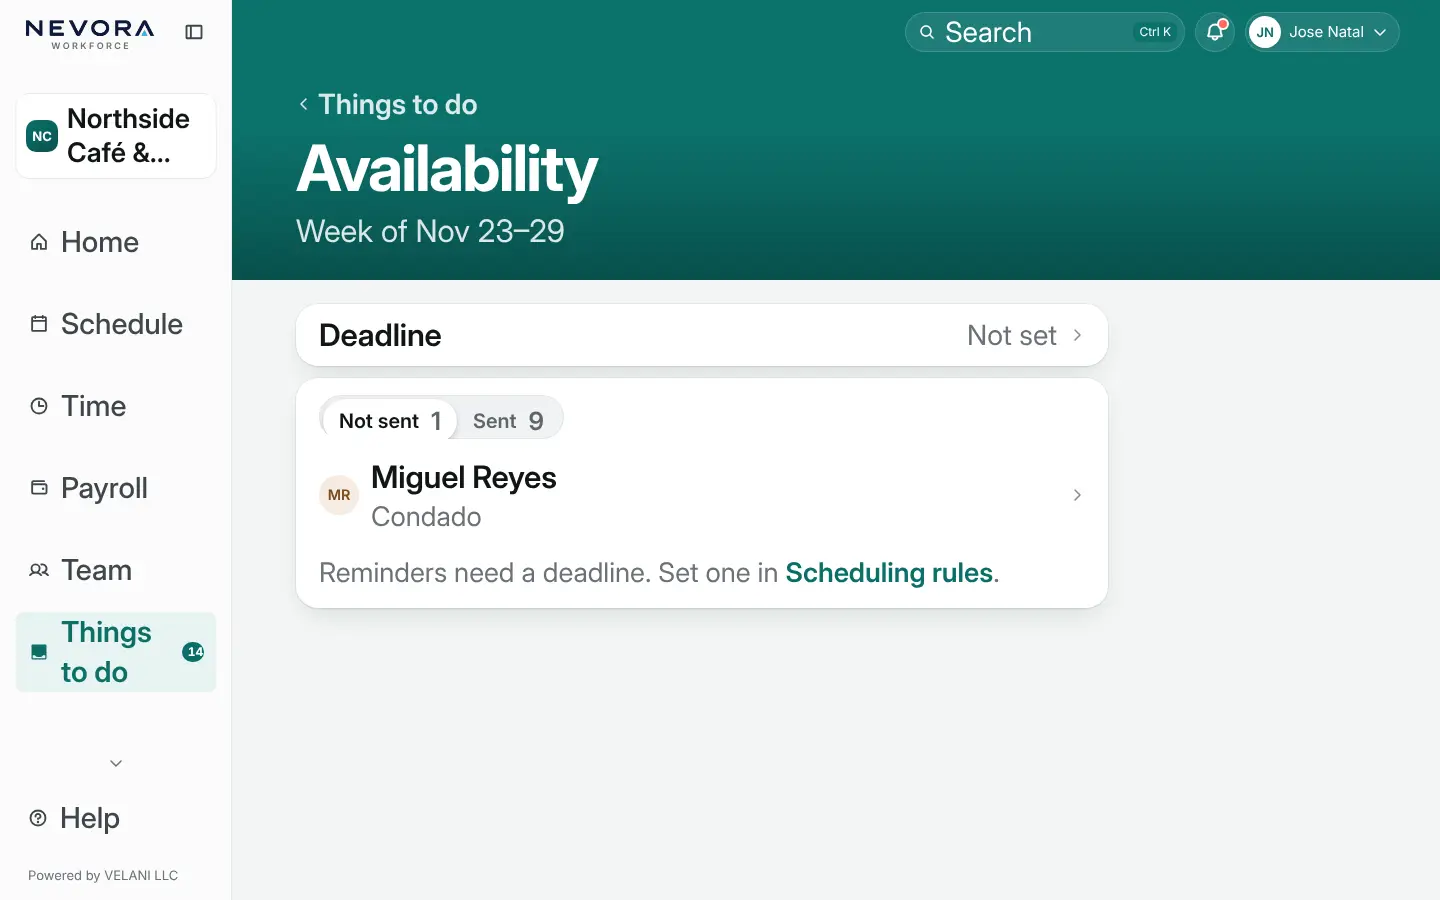 NEVORA
WORKFORCE
Search
Ctrl K
JN
Jose Natal
NC
Northside
Café &...
Home
Schedule
Time
Payroll
Team
Things
to do
14
Help
Powered by VELANI LLC
Things to do
Availability
Week of Nov 23–29
Deadline
Not set
Not sent 1
Sent 9
MR
Miguel Reyes
Condado
Reminders need a deadline. Set one in Scheduling rules.